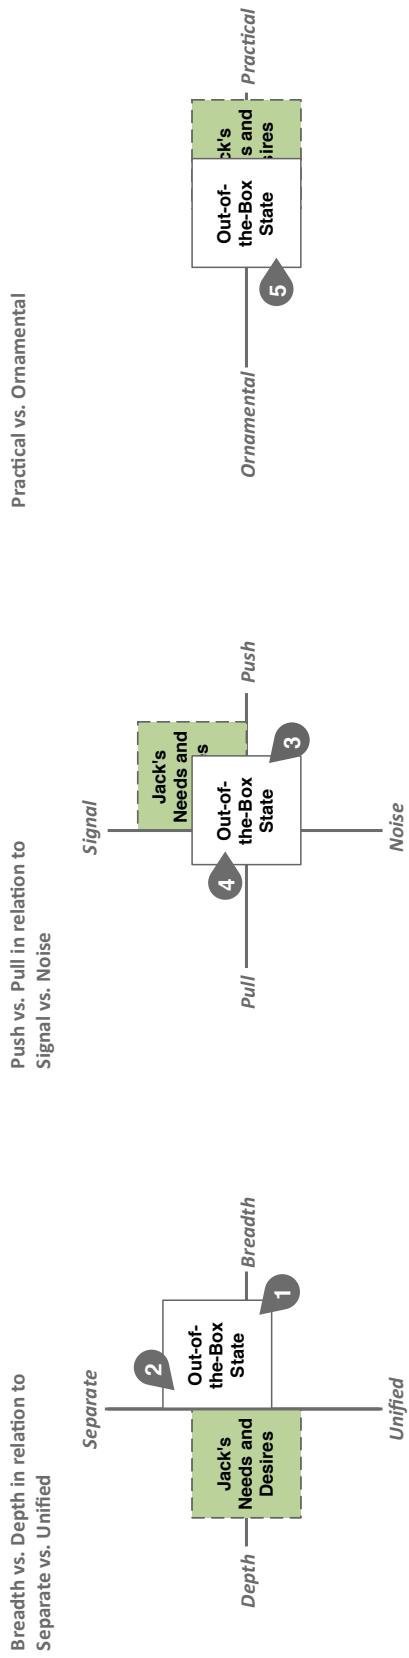 Breadth vs. Depth in relation to
Separate vs. Unified
Separate
2
Out-of-
the-Box
State
Jack's
Needs and
Desires
Depth
Breadth
1
Unified
Push vs. Pull in relation to
Signal vs. Noise
Signal
Jack's
Needs and
s
Out-of-
the-Box
State
4
3
Pull
Push
Noise
Practical vs. Ornamental
ck's
s and
ires
Out-of-
the-Box
State
5
Ornamental
Practical